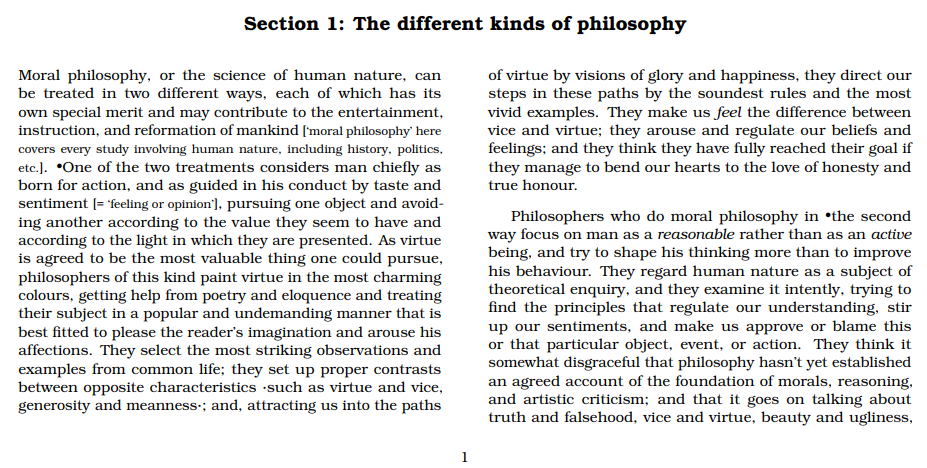 Section 1: The different kinds of philosophy
Moral philosophy, or the science of human nature, can
be treated in two different ways, each of which has its
own special merit and may contribute to the entertainment,
instruction, and reformation of mankind [‘moral philosophy’ here
covers every study involving human nature, including history, politics,
etc.]. •One of the two treatments considers man chiefly as
born for action, and as guided in his conduct by taste and
sentiment [= ‘feeling or opinion’], pursuing one object and avoid-
ing another according to the value they seem to have and
according to the light in which they are presented. As virtue
is agreed to be the most valuable thing one could pursue,
philosophers of this kind paint virtue in the most charming
colours, getting help from poetry and eloquence and treating
their subject in a popular and undemanding manner that is
best fitted to please the reader’s imagination and arouse his
affections. They select the most striking observations and
examples from common life; they set up proper contrasts
between opposite characteristics ·such as virtue and vice,
generosity and meanness·; and, attracting us into the paths
of virtue by visions of glory and happiness, they direct our
steps in these paths by the soundest rules and the most
vivid examples. They make us feel the difference between
vice and virtue; they arouse and regulate our beliefs and
feelings; and they think they have fully reached their goal if
they manage to bend our hearts to the love of honesty and
true honour.
Philosophers who do moral philosophy in •the second
way focus on man as a reasonable rather than as an active
being, and try to shape his thinking more than to improve
his behaviour. They regard human nature as a subject of
theoretical enquiry, and they examine it intently, trying to
find the principles that regulate our understanding, stir
up our sentiments, and make us approve or blame this
or that particular object, event, or action. They think it
somewhat disgraceful that philosophy hasn’t yet established
an agreed account of the foundation of morals, reasoning,
and artistic criticism; and that it goes on talking about
truth and falsehood, vice and virtue, beauty and ugliness,
1